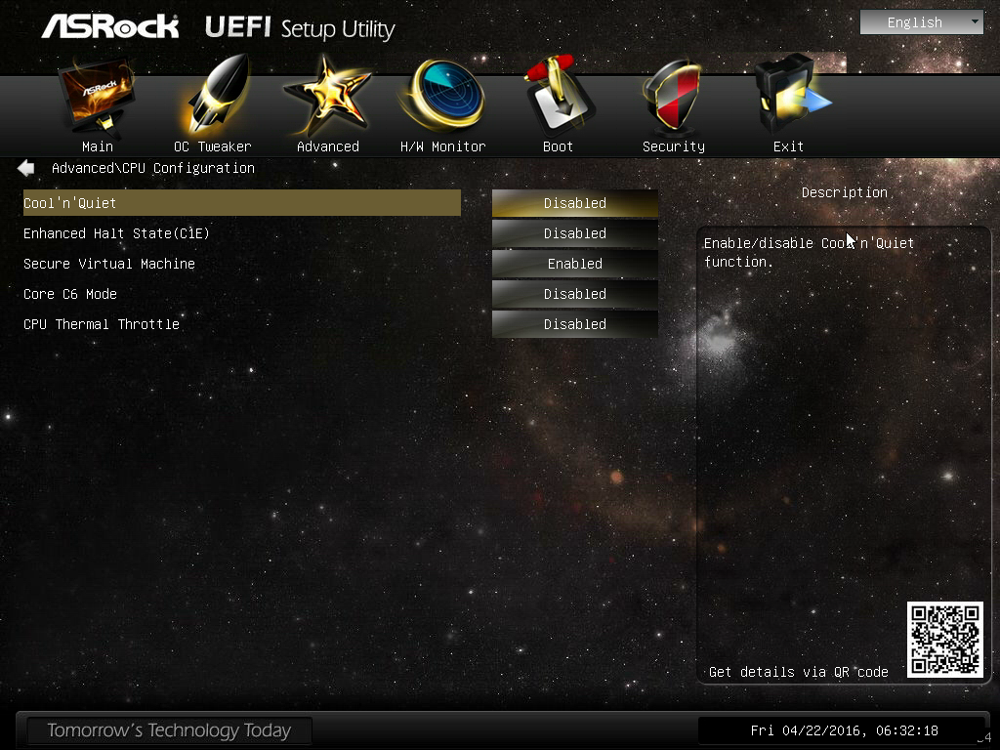 ASRock UEFI Setup Utility
English
Main OC Tweaker Advanced H/W Monitor Boot Security Exit
Advanced\CPU Configuration
Description
Cool'n'Quiet Disabled
Enhanced Halt State(C1E) Disabled
Secure Virtual Machine Enabled
Core C6 Mode Disabled
CPU Thermal Throttle Disabled
Enable/disable Cool'n'Quiet
function.
Get details via QR code
Tomorrow's Technology Today
Fri 04/22/2016, 06:32:18